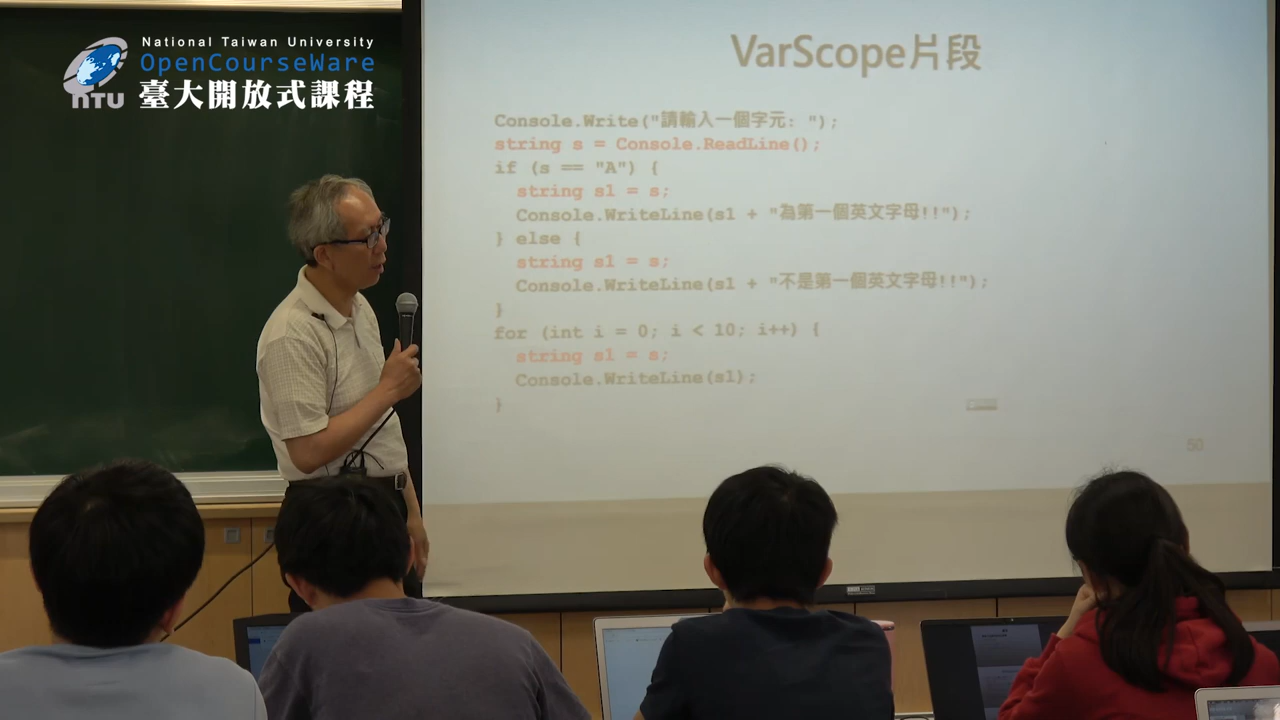 National Taiwan University
OpenCourseWare
NTU 臺大開放式課程
VarScope片段
Console.Write("請輸入一個字元: ");
string s = Console.ReadLine();
if (s == "A") {
string s1 = s;
Console.WriteLine(s1 + "為第一個英文字母!!");
} else {
string s1 = s;
Console.WriteLine(s1 + "不是第一個英文字母!!");
}
for (int i = 0; i < 10; i++) {
string s1 = s;
Console.WriteLine(s1);
}
50